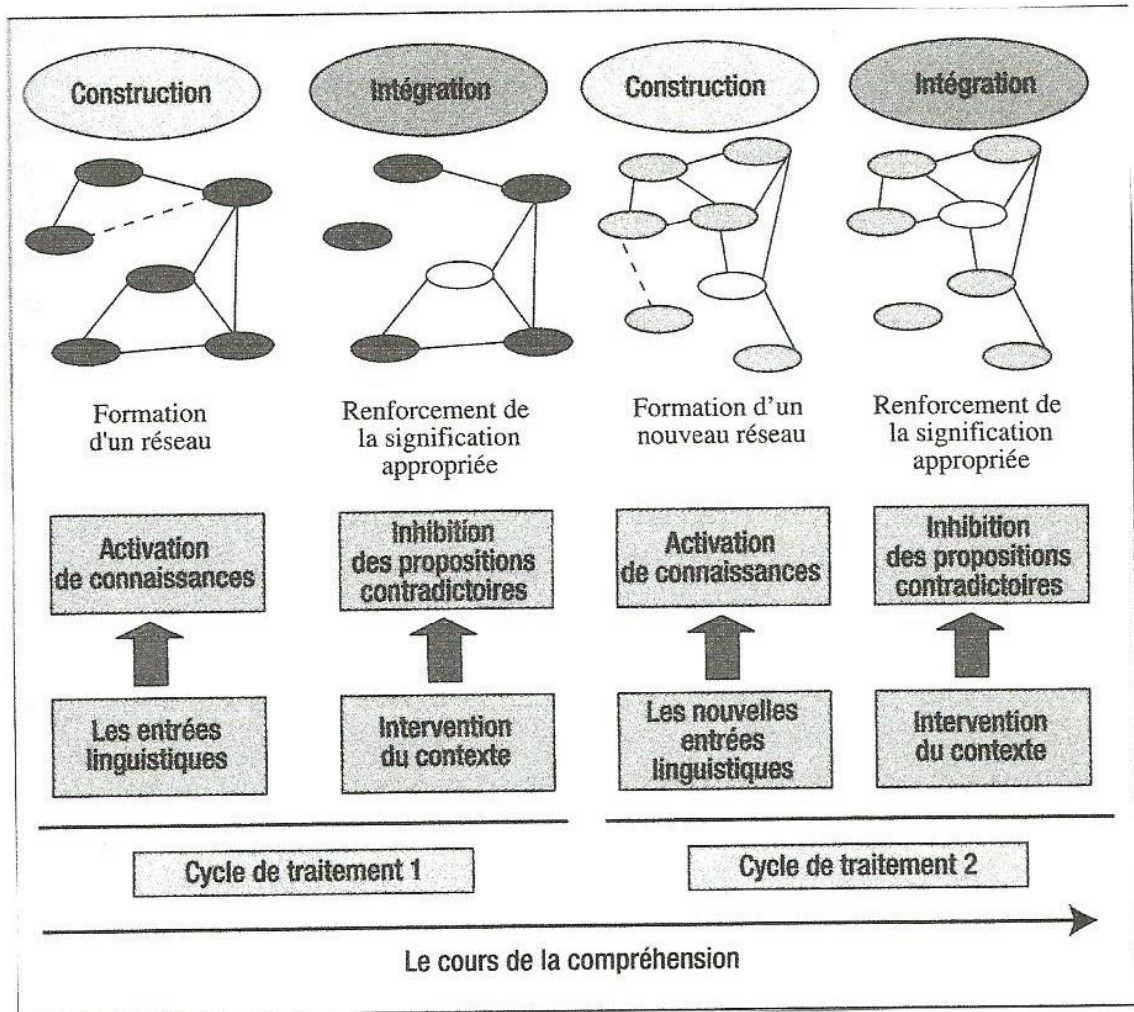 Construction
Intégration
Construction
Intégration
Formation
d'un réseau
Renforcement de
la signification
appropriée
Formation d'un
nouveau réseau
Renforcement de
la signification
appropriée
Activation
de connaissances
Inhibition
des propositions
contradictoires
Activation
de connaissances
Inhibition
des propositions
contradictoires
Les entrées
linguistiques
Intervention
du contexte
Les nouvelles
entrées
linguistiques
Intervention
du contexte
Cycle de traitement 1
Cycle de traitement 2
Le cours de la compréhension